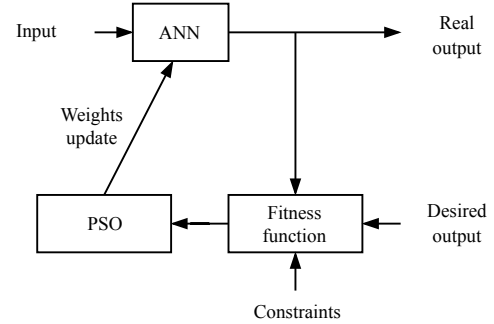 Input
ANN
Real
output
Weights
update
PSO
Fitness
function
Desired
output
Constraints